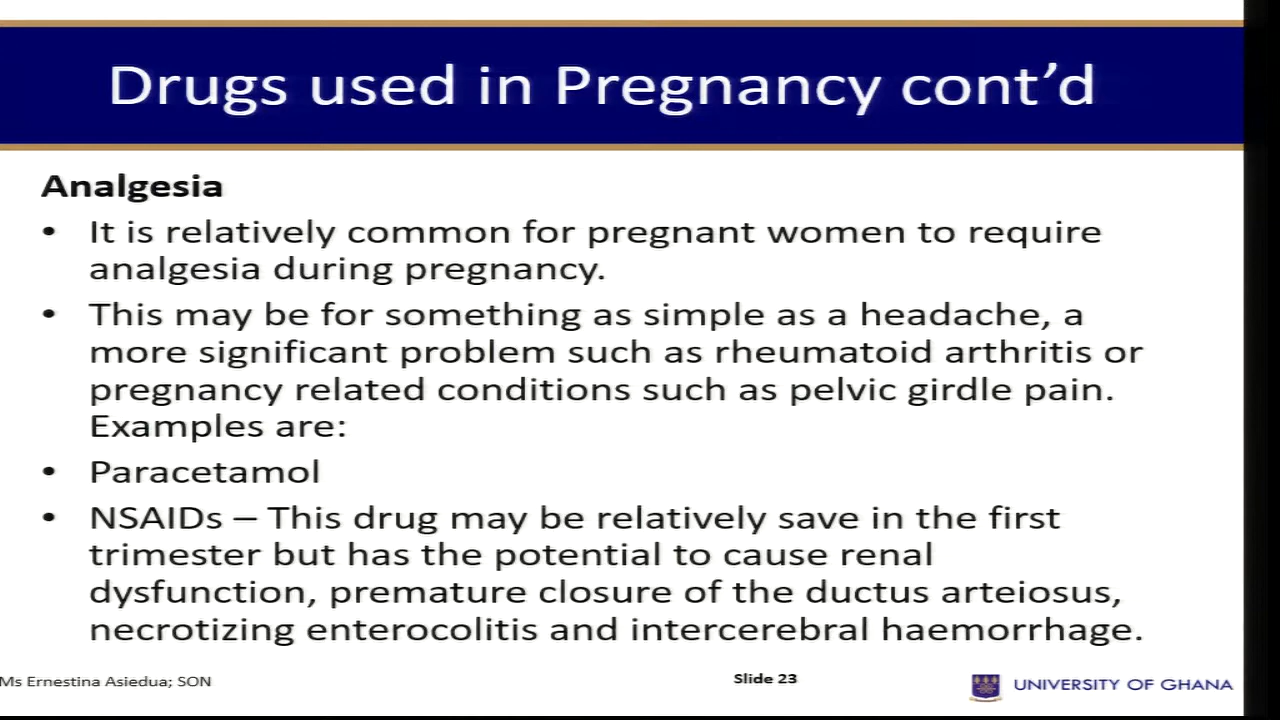 Drugs used in Pregnancy cont’d
Analgesia
• It is relatively common for pregnant women to require
analgesia during pregnancy.
• This may be for something as simple as a headache, a
more significant problem such as rheumatoid arthritis or
pregnancy related conditions such as pelvic girdle pain.
Examples are:
• Paracetamol
• NSAIDs – This drug may be relatively save in the first
trimester but has the potential to cause renal
dysfunction, premature closure of the ductus arteiosus,
necrotizing enterocolitis and intercerebral haemorrhage.
Ms Ernestina Asiedua; SON
Slide 23
UNIVERSITY OF GHANA